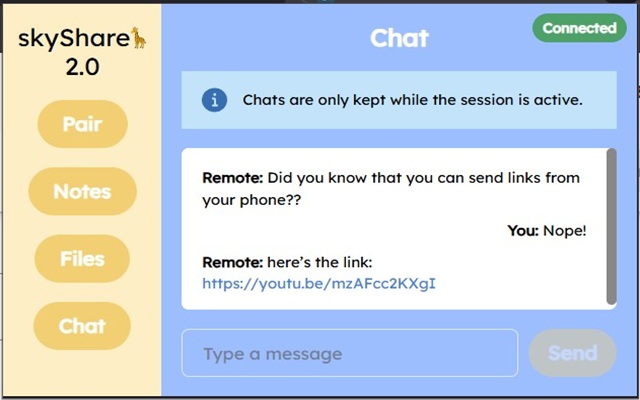 skyShare🦒
2.0
Pair
Notes
Files
Chat
Chat
Connected
Chats are only kept while the session is active.
Remote: Did you know that you can send links from
your phone??
You: Nope!
Remote: here's the link:
https://youtu.be/mzAFcc2KXgI
Type a message
Send